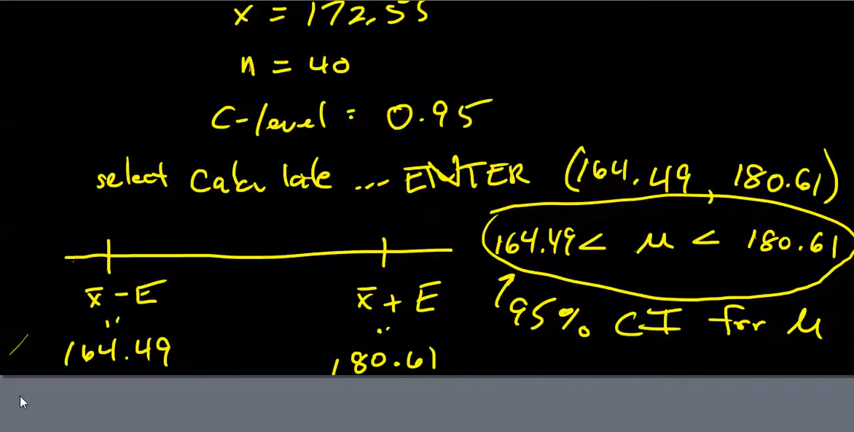 x = 172.55
n = 40
C-level = 0.95
select Calculate ... ENTER (164.49, 180.61)
164.49 < μ < 180.61
x̄ - E x̄ + E
95% CI for μ
164.49 180.61